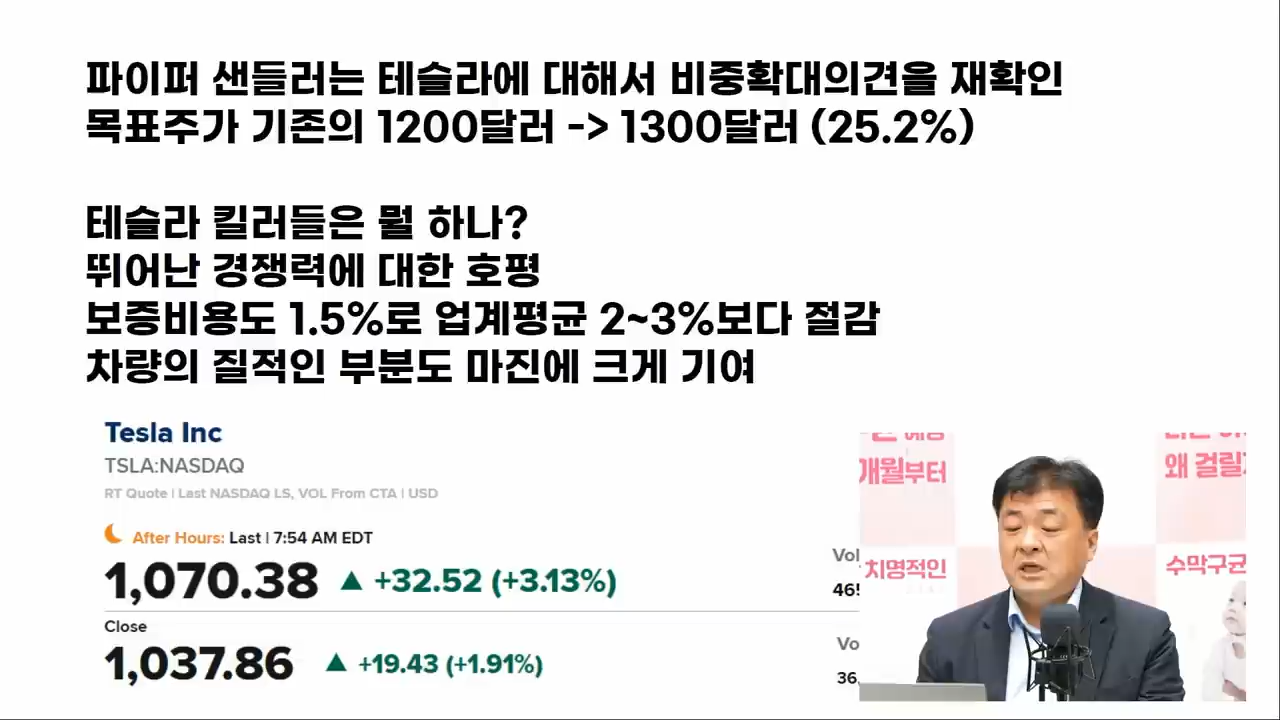 파이퍼 샌들러는 테슬라에 대해서 비중확대의견을 재확인
목표주가 기존의 1200달러 -> 1300달러 (25.2%)
테슬라 킬러들은 뭘 하나?
뛰어난 경쟁력에 대한 호평
보증비용도 1.5%로 업계평균 2~3%보다 절감
차량의 질적인 부분도 마진에 크게 기여
Tesla Inc
TSLA:NASDAQ
RT Quote | Last NASDAQ LS, VOL From CTA | USD
After Hours: Last | 7:54 AM EDT
1,070.38 ▲ +32.52 (+3.13%)
Vol
465
Close
1,037.86 ▲ +19.43 (+1.91%)
Vo
36,
개월부터
왜 걸릴
치명적인
수막구균